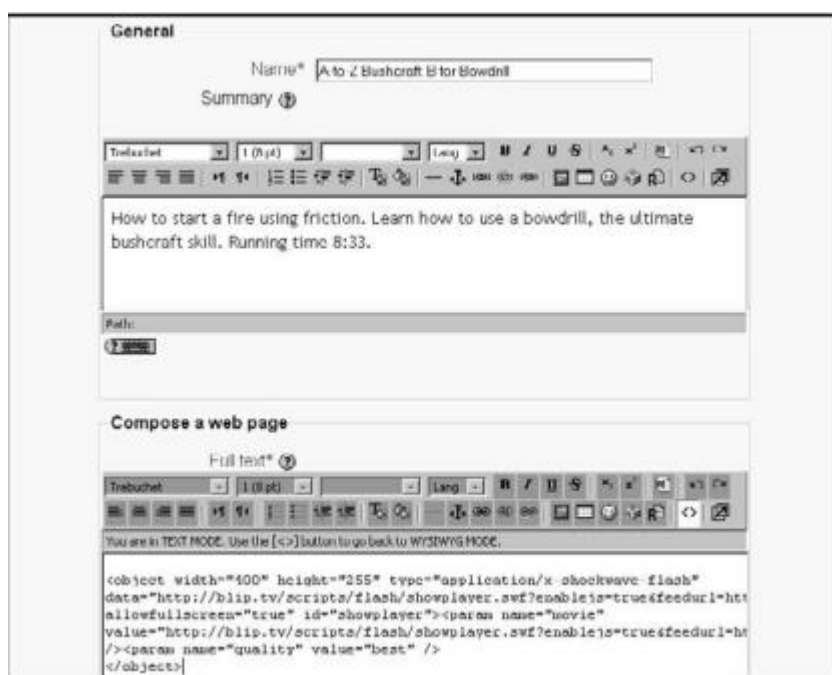 General
Name* A to Z Bushcraft B for Bowdrill
Summary
Trebuchet 1 (8 pt) Lang B I U S
How to start a fire using friction. Learn how to use a bowdrill, the ultimate
bushcraft skill. Running time 8:33.
Path:
Compose a web page
Full text*
Trebuchet 1 (8 pt) Lang B I U S
You are in TEXT MODE. Use the [<>] button to go back to WYSIWYG MODE.
<object width="400" height="255" type="application/x-shockwave-flash"
data="http://blip.tv/scripts/flash/showplayer.swf?enablejs=true&feedurl=htt
allowfullscreen="true" id="showplayer"><param name="movie"
value="http://blip.tv/scripts/flash/showplayer.swf?enablejs=true&feedurl=ht
/><param name="quality" value="best" />
</object>